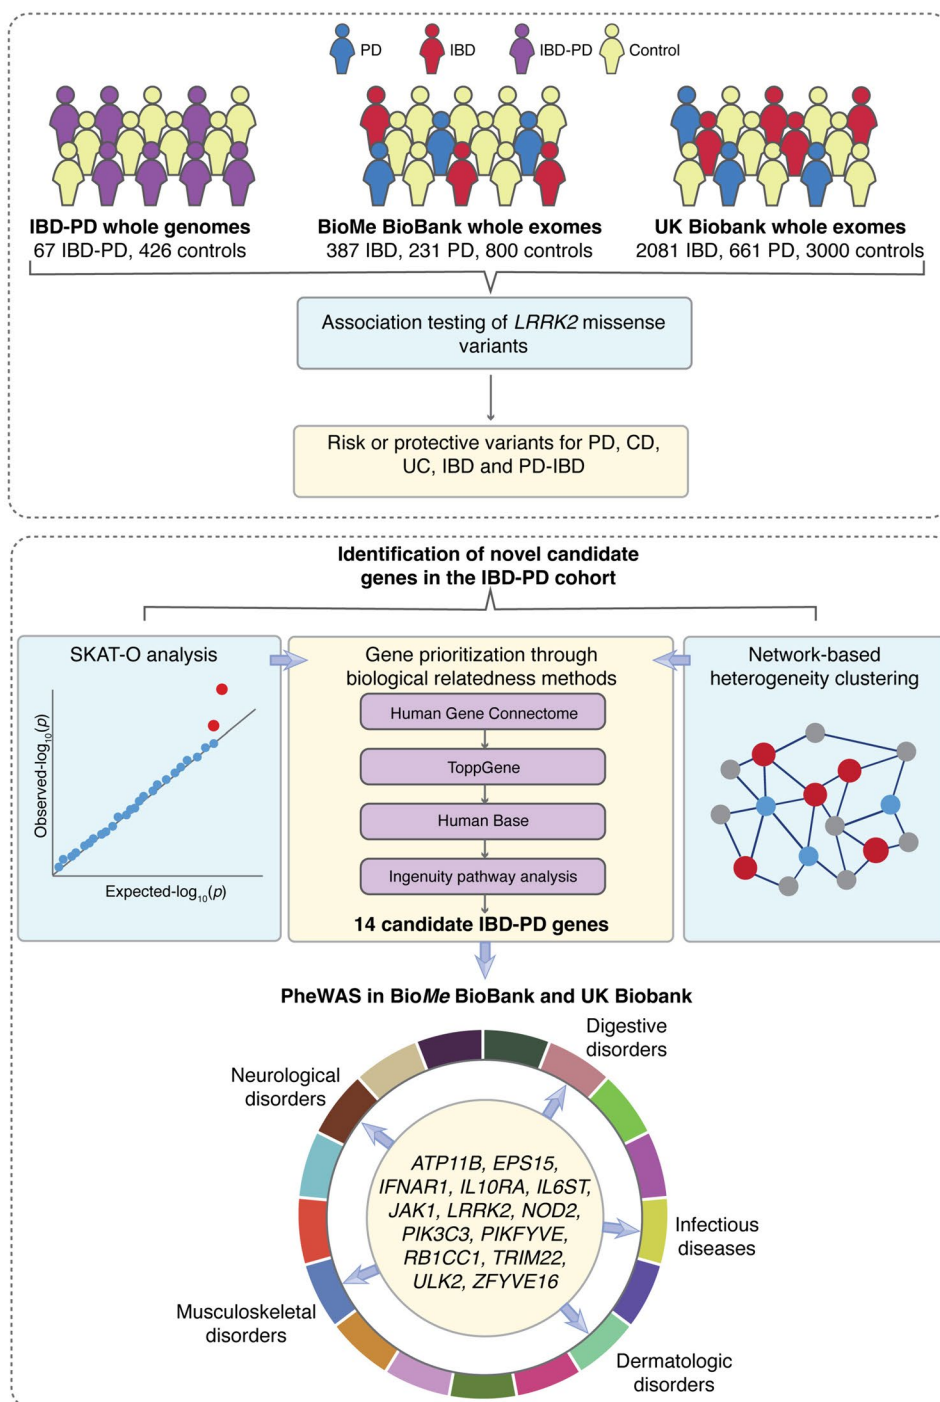 PD
IBD
IBD-PD
Control
IBD-PD whole genomes
67 IBD-PD, 426 controls
BioMe BioBank whole exomes
387 IBD, 231 PD, 800 controls
UK Biobank whole exomes
2081 IBD, 661 PD, 3000 controls
Association testing of LRRK2 missense
variants
Risk or protective variants for PD, CD,
UC, IBD and PD-IBD
Identification of novel candidate
genes in the IBD-PD cohort
SKAT-O analysis
Observed-log10(p)
Expected-log10(p)
Gene prioritization through
biological relatedness methods
Human Gene Connectome
ToppGene
Human Base
Ingenuity pathway analysis
14 candidate IBD-PD genes
Network-based
heterogeneity clustering
PheWAS in BioMe BioBank and UK Biobank
Digestive
disorders
Neurological
disorders
ATP11B, EPS15,
IFNAR1, IL10RA, IL6ST,
JAK1, LRRK2, NOD2,
PIK3C3, PIKFYVE,
RB1CC1, TRIM22,
ULK2, ZFYVE16
Infectious
diseases
Musculoskeletal
disorders
Dermatologic
disorders